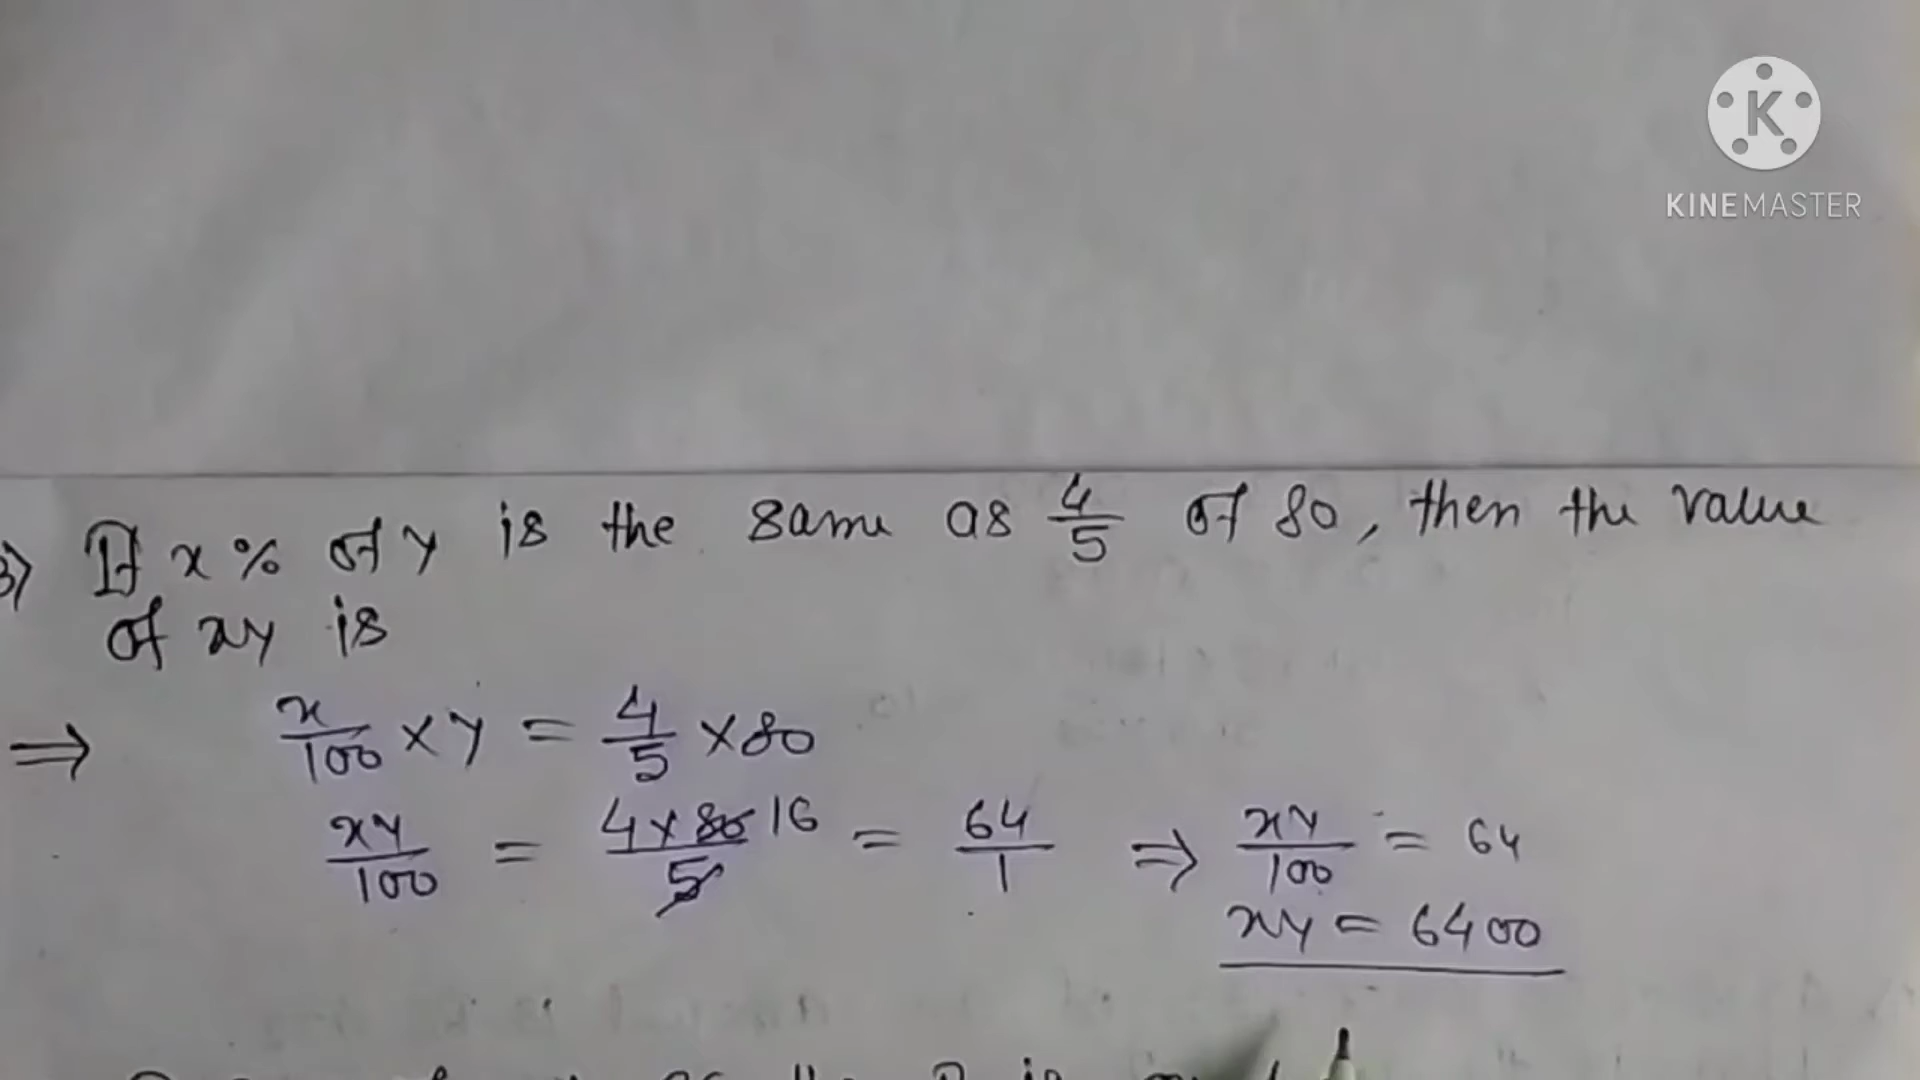 K
KINEMASTER
3) If x % of y is the same as 4/5 of 80, then the value
of xy is
⇒ x/100 × y = 4/5 × 80
xy/100 = 4 × 80 16/5 = 64/1 ⇒ xy/100 = 64
xy = 6400